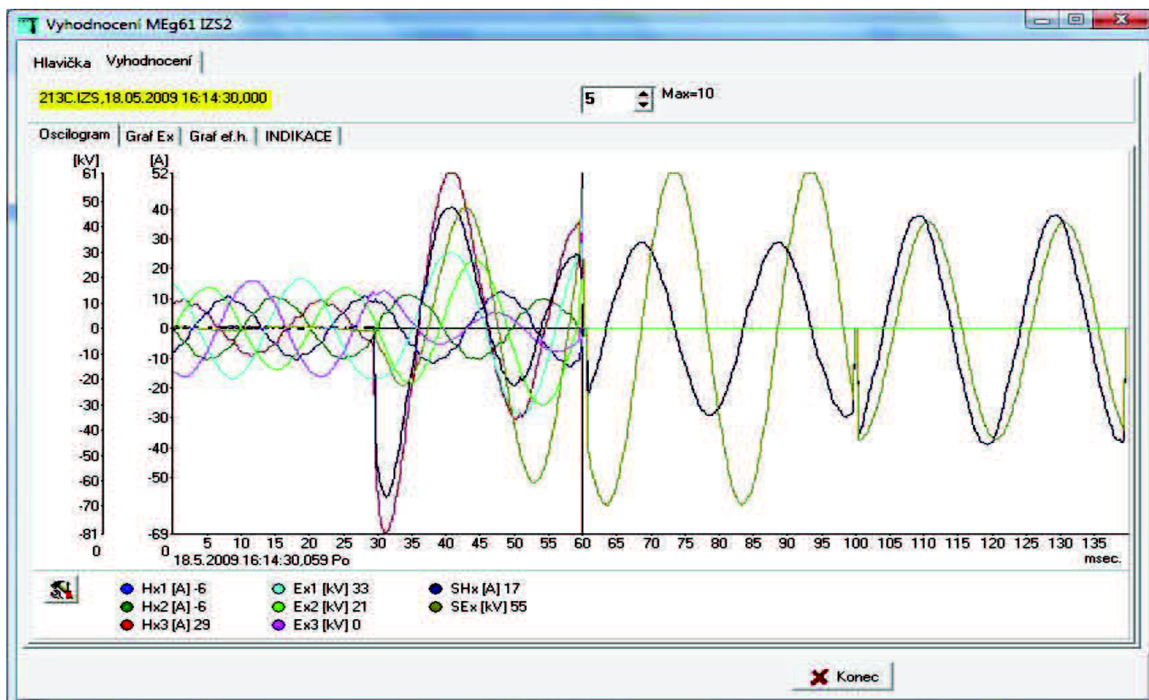 Vyhodnocení MEg61 IZS2
Hlavička Vyhodnocení
213C.IZS,18.05.2009 16:14:30,000 5 Max=10
Oscilogram Graf Ex Graf ef.h. INDIKACE
[kV] [A]
61 52
50
40 40
30 30
20 20
10 10
0 0
-10 -10
-20 -20
-30 -30
-40
-50 -40
-60 -50
-70
-81 -69
0 0 5 10 15 20 25 30 35 40 45 50 55 60 65 70 75 80 85 90 95 100 105 110 115 120 125 130 135
18.5.2009.16:14:30,059 Po msec.
Hx1 [A] -6 Ex1 [kV] 33 SHx [A] 17
Hx2 [A] -6 Ex2 [kV] 21 SEx [kV] 55
Hx3 [A] 29 Ex3 [kV] 0
Konec